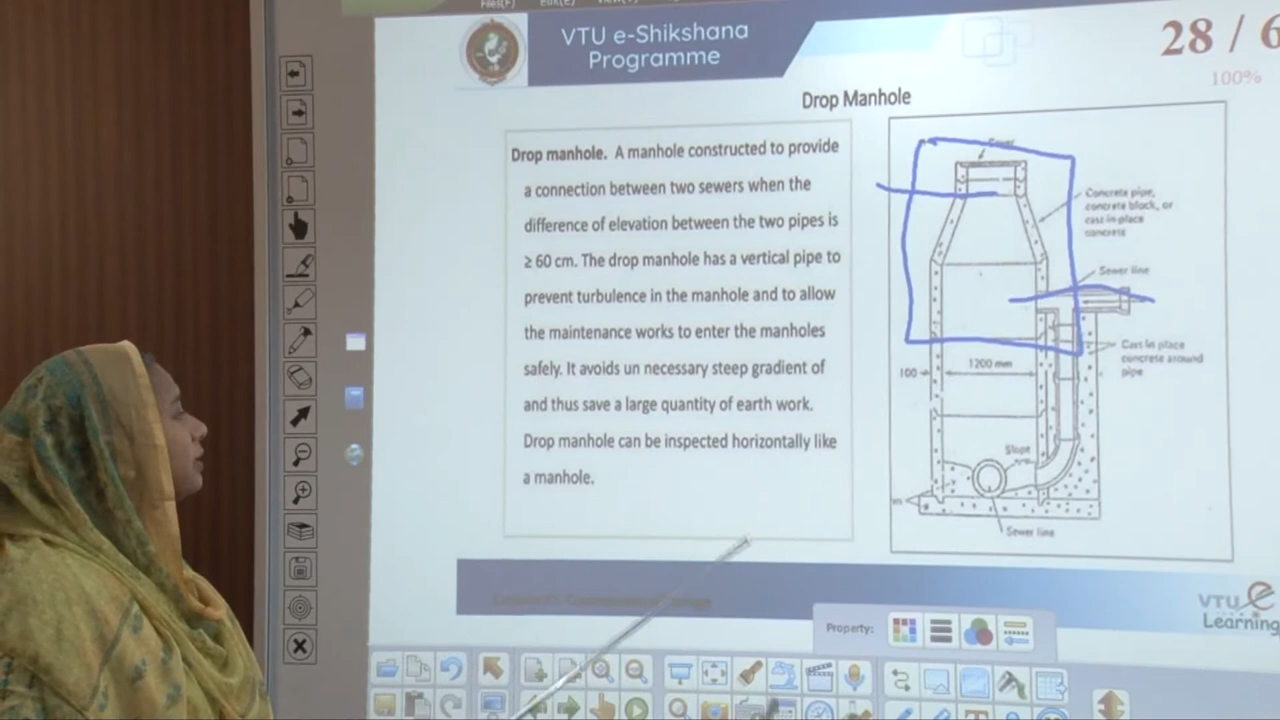 VTU e-Shikshana
Programme
28 / 6
100%
Drop Manhole
Drop manhole. A manhole constructed to provide
a connection between two sewers when the
difference of elevation between the two pipes is
≥ 60 cm. The drop manhole has a vertical pipe to
prevent turbulence in the manhole and to allow
the maintenance works to enter the manholes
safely. It avoids un necessary steep gradient of
and thus save a large quantity of earth work.
Drop manhole can be inspected horizontally like
a manhole.
Cover
Concrete pipe,
concrete block, or
cast-in-place
concrete
Sewer line
Cast in place
concrete around
pipe
100
1200 mm
Slope
Sewer line
VTU e
Learning
Property: